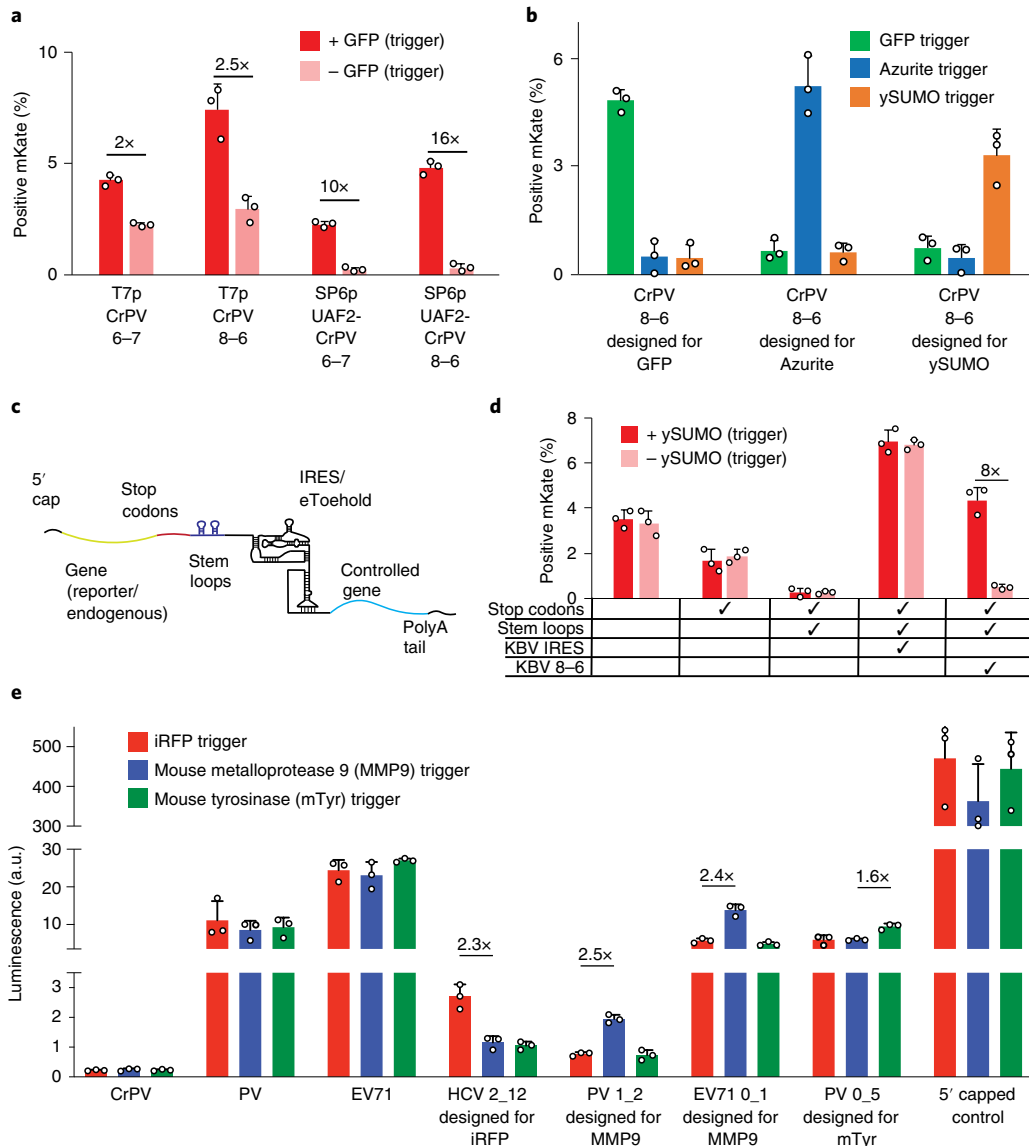 a
+ GFP (trigger)
– GFP (trigger)
Positive mKate (%)
10
5
0
2×
2.5×
10×
16×
T7p
CrPV
6–7
T7p
CrPV
8–6
SP6p
UAF2-
CrPV
6–7
SP6p
UAF2-
CrPV
8–6
b
GFP trigger
Azurite trigger
ySUMO trigger
Positive mKate (%)
6
3
0
CrPV
8–6
designed for
GFP
CrPV
8–6
designed for
Azurite
CrPV
8–6
designed for
ySUMO
c
5′
cap
Stop
codons
IRES/
eToehold
Gene
(reporter/
endogenous)
Stem
loops
Controlled
gene
PolyA
tail
d
+ ySUMO (trigger)
– ySUMO (trigger)
Positive mKate (%)
8
6
4
2
0
8×
Stop codons ✓ ✓ ✓ ✓
Stem loops ✓ ✓ ✓
KBV IRES ✓
KBV 8–6 ✓
e
iRFP trigger
Mouse metalloprotease 9 (MMP9) trigger
Mouse tyrosinase (mTyr) trigger
Luminescence (a.u.)
500
400
300
30
20
10
3
2
1
0
2.3×
2.5×
2.4×
1.6×
CrPV
PV
EV71
HCV 2_12
designed for
iRFP
PV 1_2
designed for
MMP9
EV71 0_1
designed for
MMP9
PV 0_5
designed for
mTyr
5′ capped
control